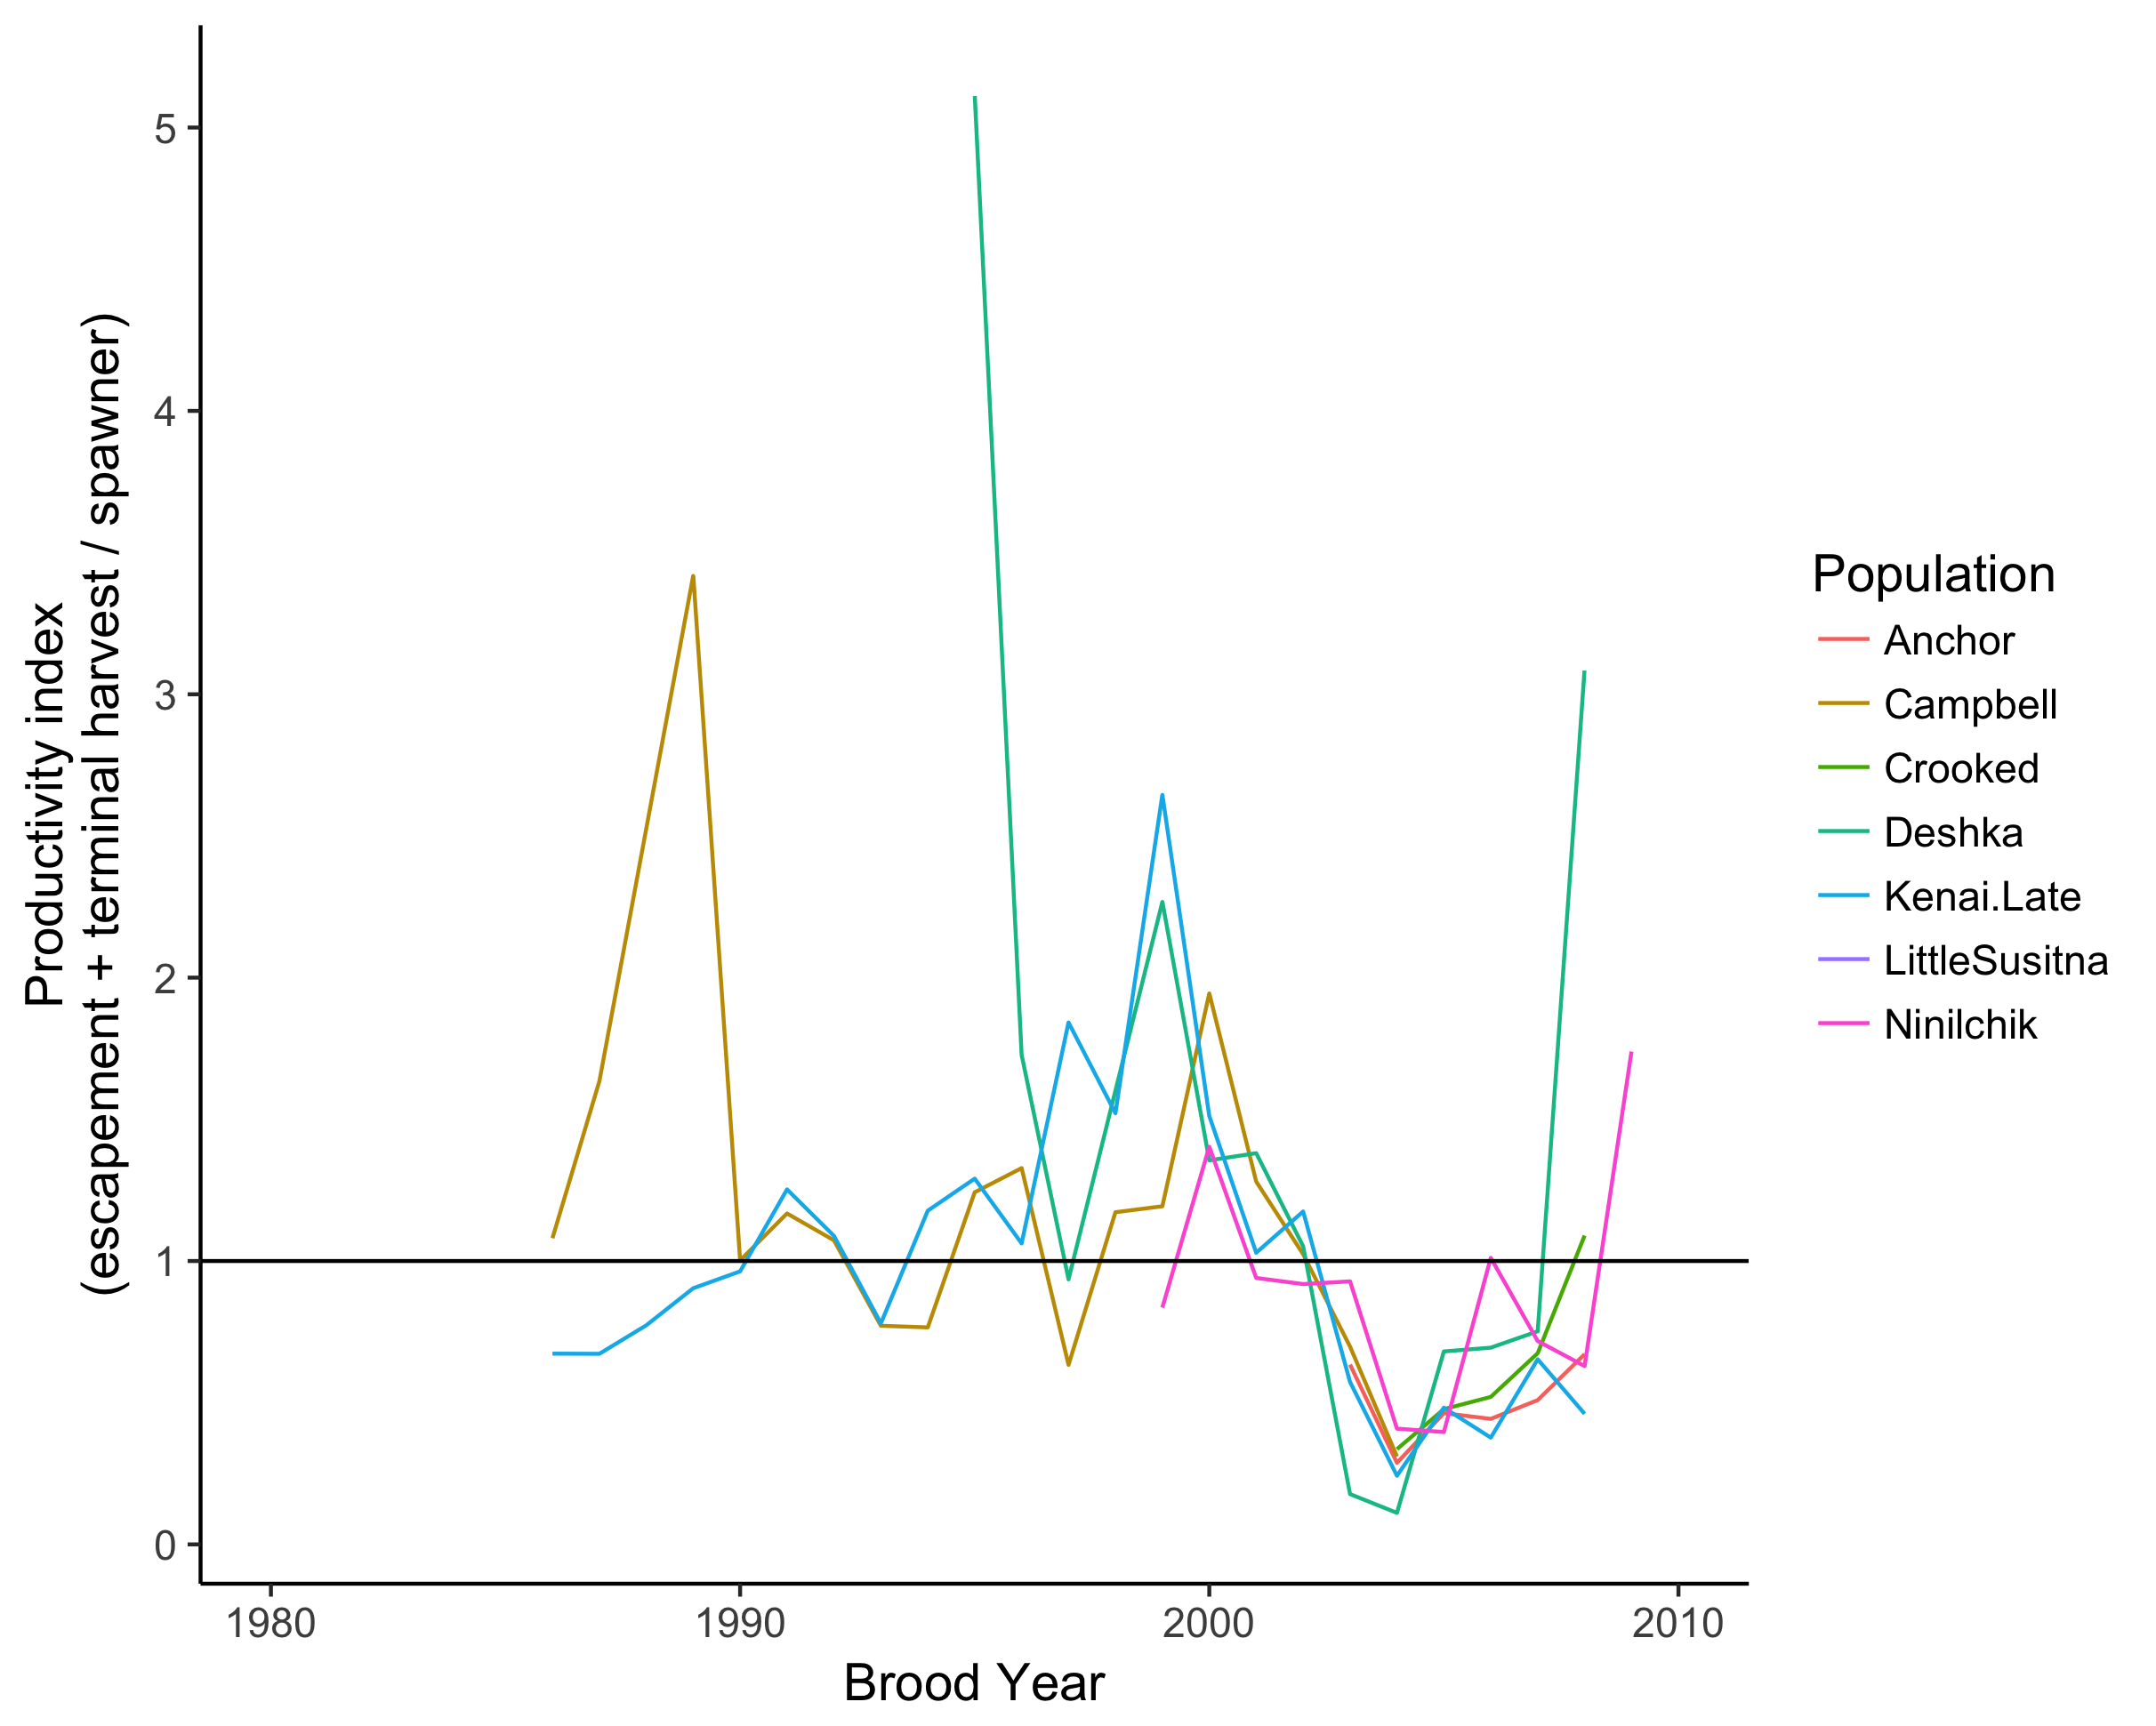 Productivity index
(escapement + terminal harvest / spawner)
5
4
3
2
1
0
1980
1990
2000
2010
Brood Year
Population
Anchor
Campbell
Crooked
Deshka
Kenai.Late
LittleSusitna
Ninilchik